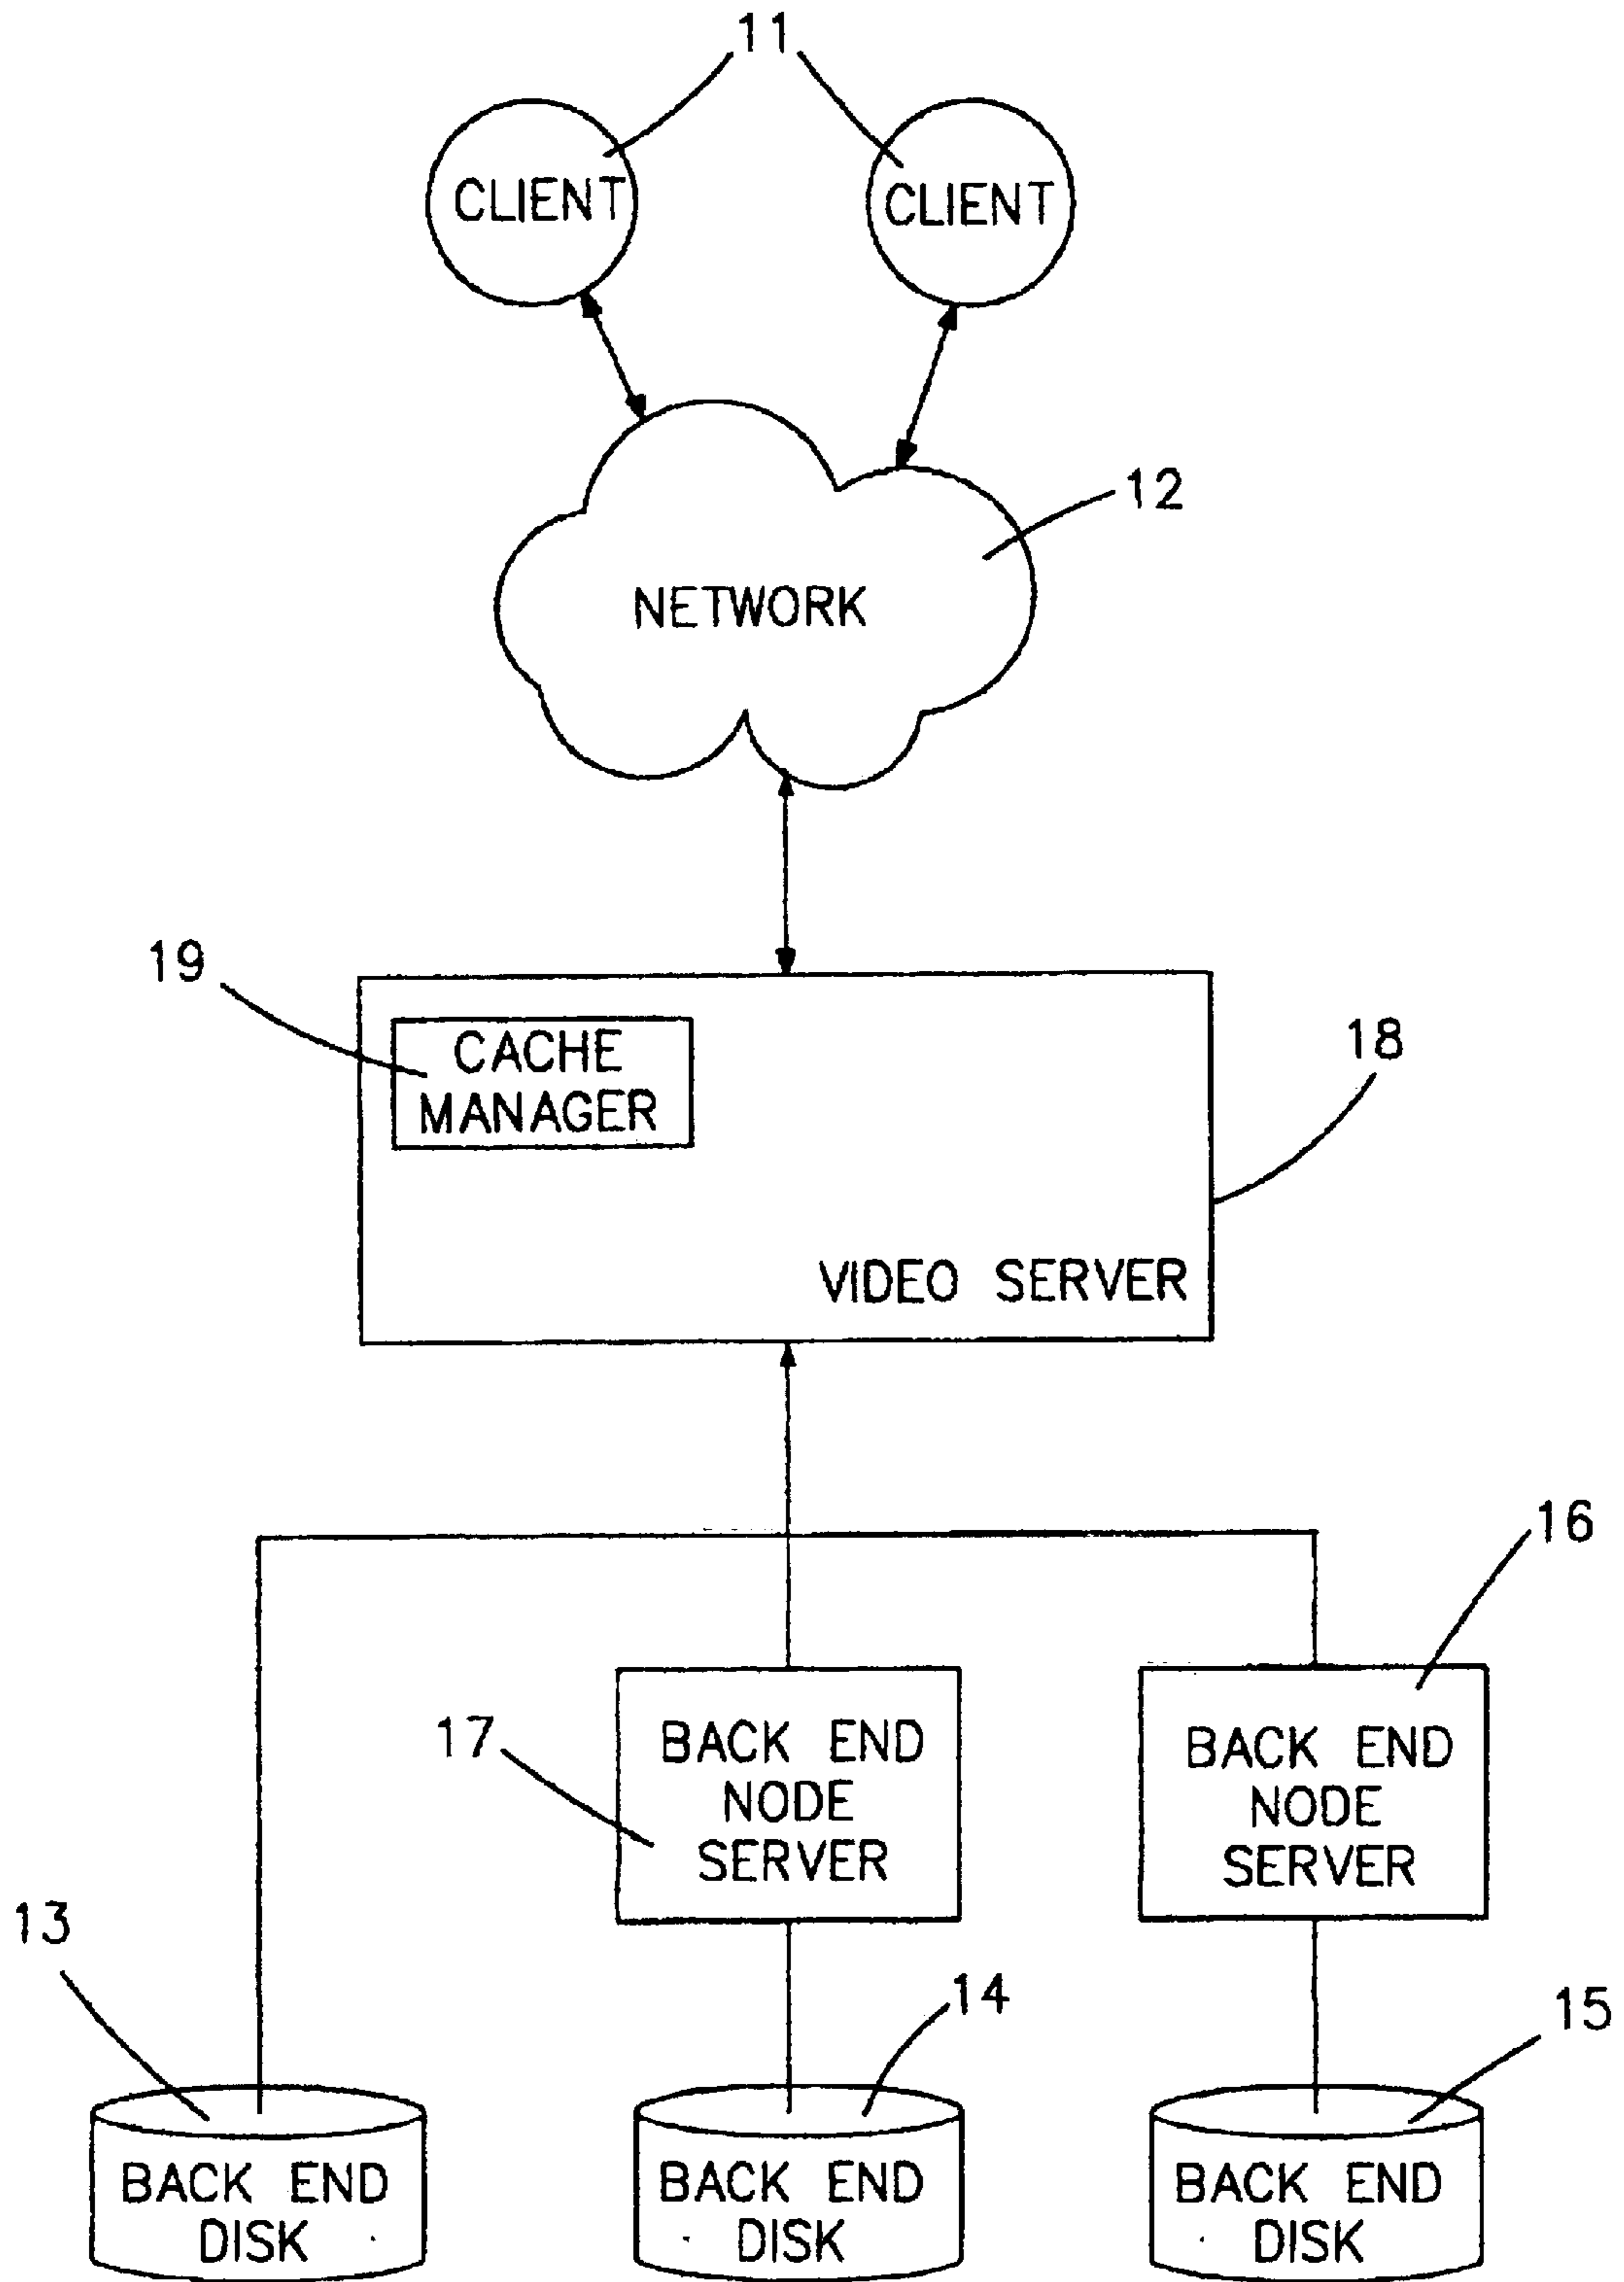 11
CLIENT
CLIENT
12
NETWORK
19
CACHE
MANAGER
18
VIDEO SERVER
16
17
BACK END
NODE
SERVER
BACK END
NODE
SERVER
13
14
15
BACK END
DISK
BACK END
DISK
BACK END
DISK